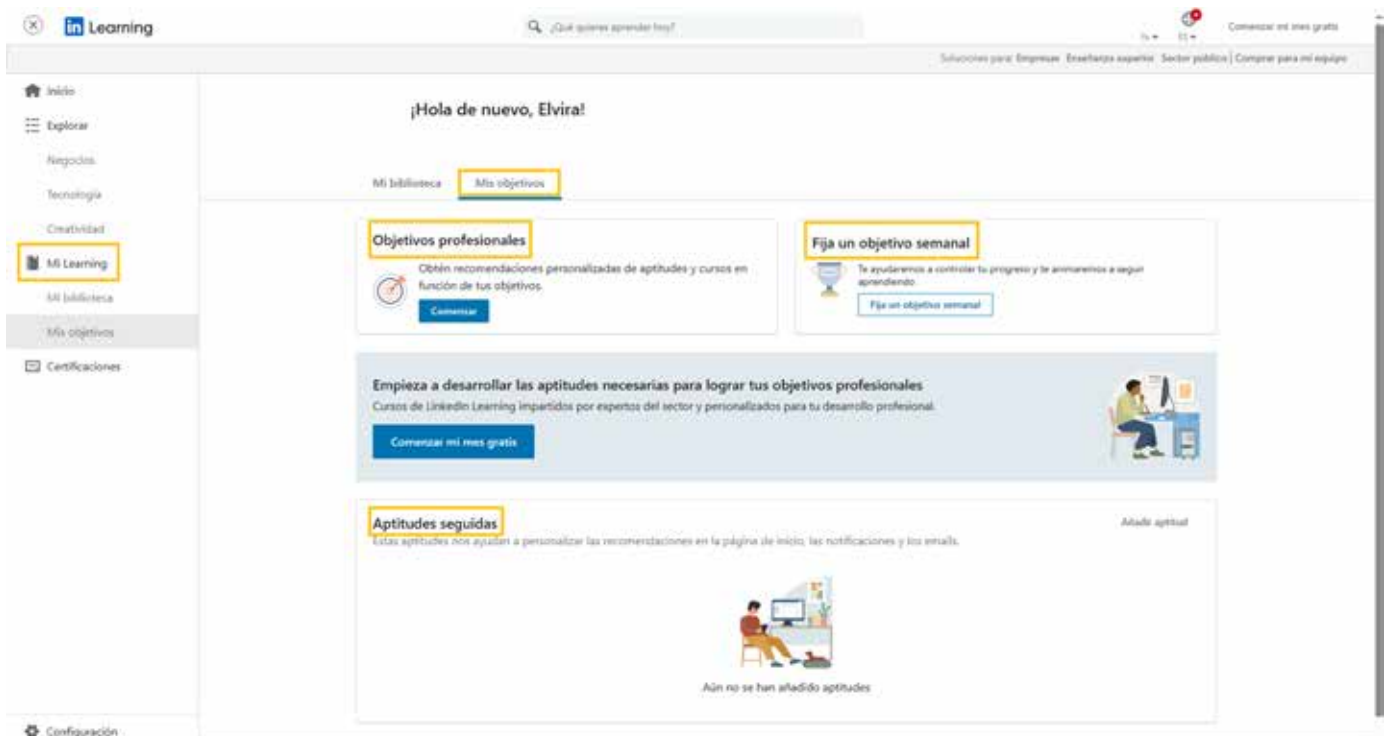 in Learning
¿Qué quieres aprender hoy?
Yo ES
Comenzar mi mes gratis
Soluciones para: Empresas Enseñanza superior Sector público | Comprar para mi equipo
Inicio
Explorar
Negocios
Tecnología
Creatividad
Mi Learning
Mi biblioteca
Mis objetivos
Certificaciones
Configuración
¡Hola de nuevo, Elvira!
Mi biblioteca Mis objetivos
Objetivos profesionales
Obtén recomendaciones personalizadas de aptitudes y cursos en
función de tus objetivos.
Comenzar
Fija un objetivo semanal
Te ayudaremos a controlar tu progreso y te animaremos a seguir
aprendiendo.
Fija un objetivo semanal
Empieza a desarrollar las aptitudes necesarias para lograr tus objetivos profesionales
Cursos de LinkedIn Learning impartidos por expertos del sector y personalizados para tu desarrollo profesional.
Comenzar mi mes gratis
Aptitudes seguidas
Añadir aptitud
Estas aptitudes nos ayudan a personalizar las recomendaciones en la página de inicio, las notificaciones y los emails.
Aún no se han añadido aptitudes